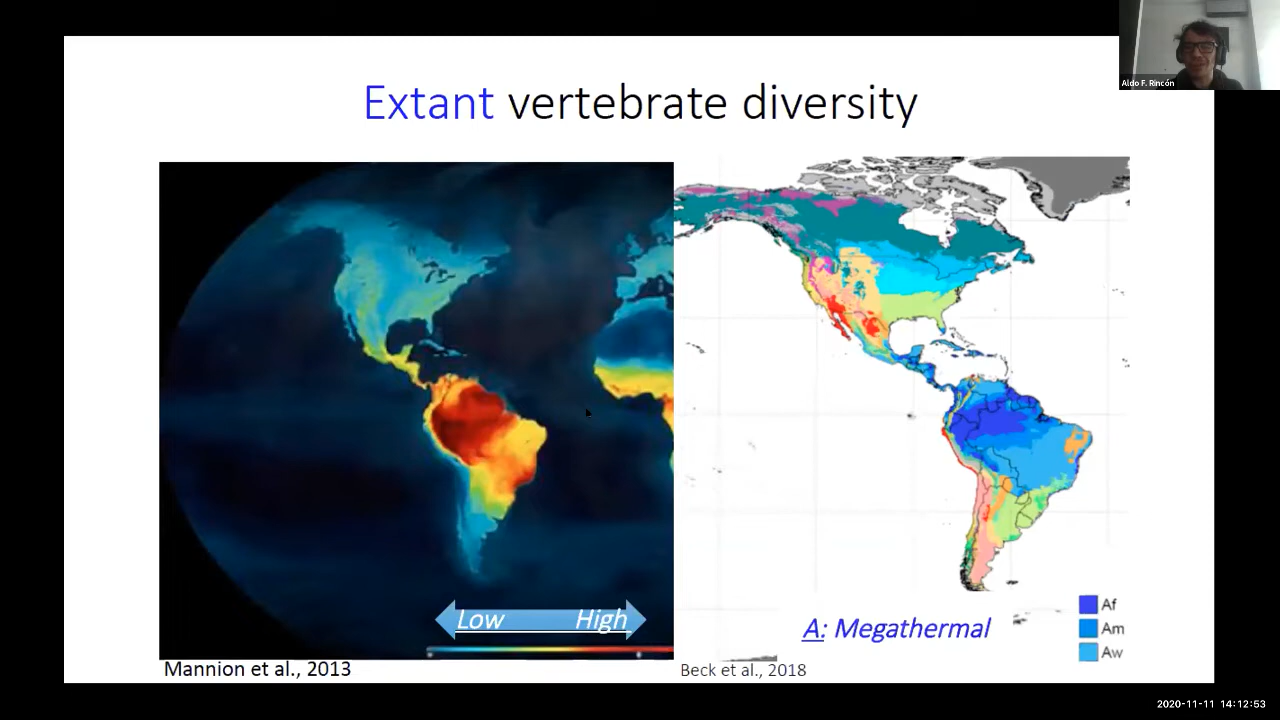 Aldo F. Rincón
Extant vertebrate diversity
Low High
A: Megathermal
Af
Am
Aw
Mannion et al., 2013
Beck et al., 2018
2020-11-11 14:12:53